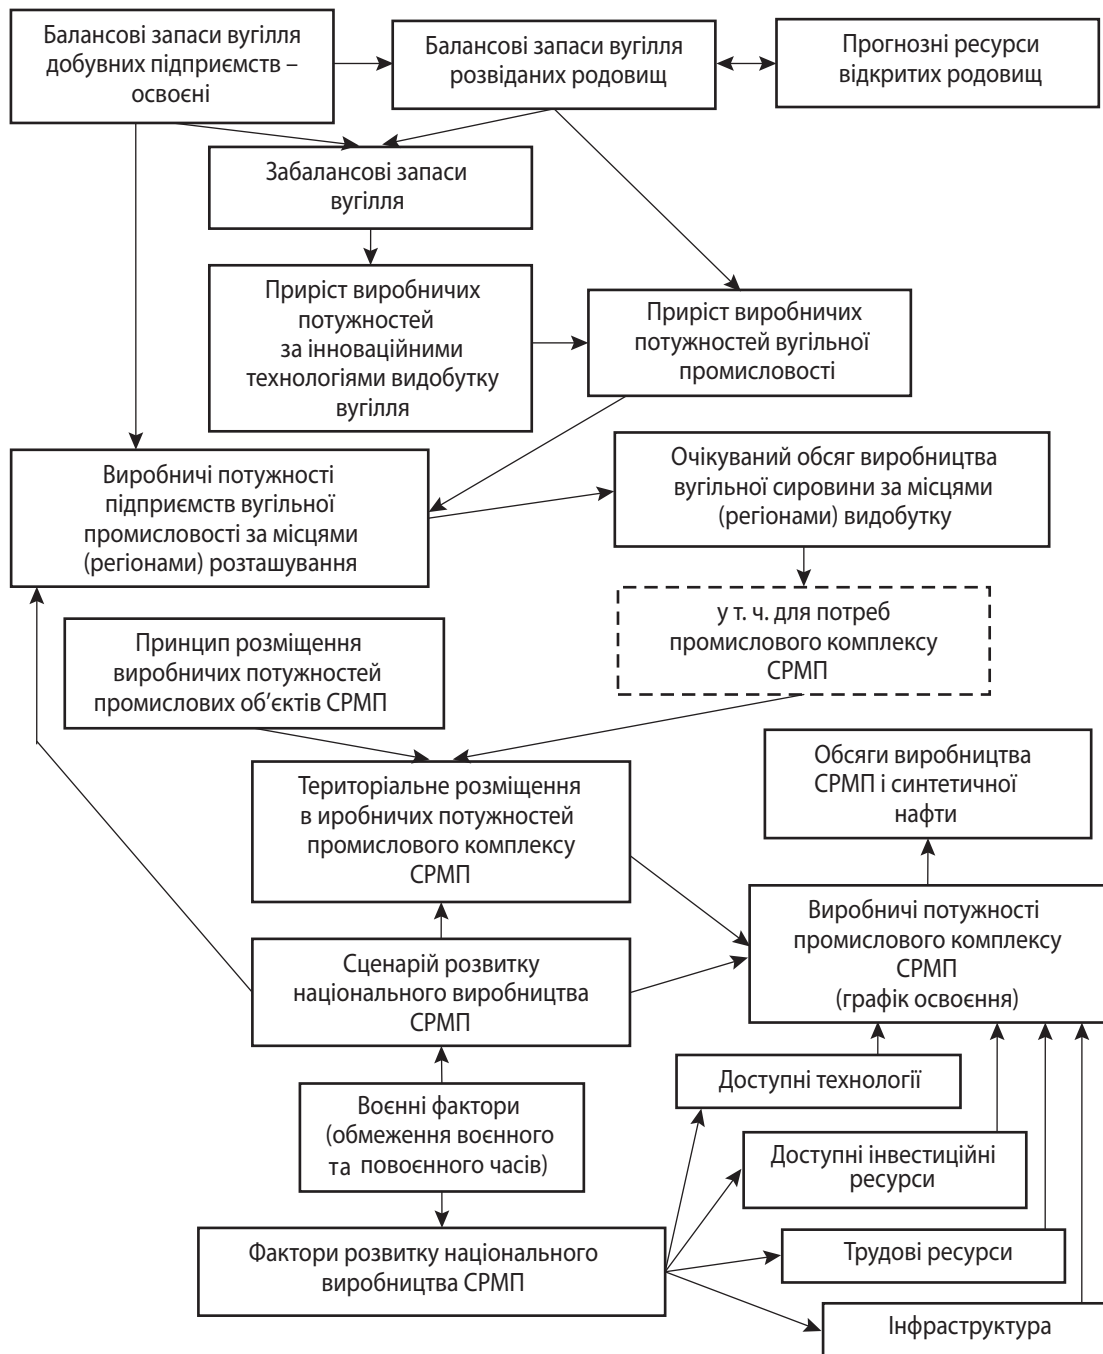 Балансові запаси вугілля
добувних підприємств –
освоєні
Балансові запаси вугілля
розвіданих родовищ
Прогнозні ресурси
відкритих родовищ
Забалансові запаси
вугілля
Приріст виробничих
потужностей
за інноваційними
технологіями видобутку
вугілля
Приріст виробничих
потужностей вугільної
промисловості
Виробничі потужності
підприємств вугільної
промисловості за місцями
(регіонами) розташування
Очікуваний обсяг виробництва
вугільної сировини за місцями
(регіонами) видобутку
у т. ч. для потреб
промислового комплексу
СРМП
Принцип розміщення
виробничих потужностей
промислових об’єктів СРМП
Територіальне розміщення
в иробничих потужностей
промислового комплексу
СРМП
Обсяги виробництва
СРМП і синтетичної
нафти
Виробничі потужності
промислового комплексу
СРМП
(графік освоєння)
Сценарій розвитку
національного виробництва
СРМП
Воєнні фактори
(обмеження воєнного
та повоєнного часів)
Доступні технології
Доступні інвестиційні
ресурси
Трудові ресурси
Інфраструктура
Фактори розвитку національного
виробництва СРМП